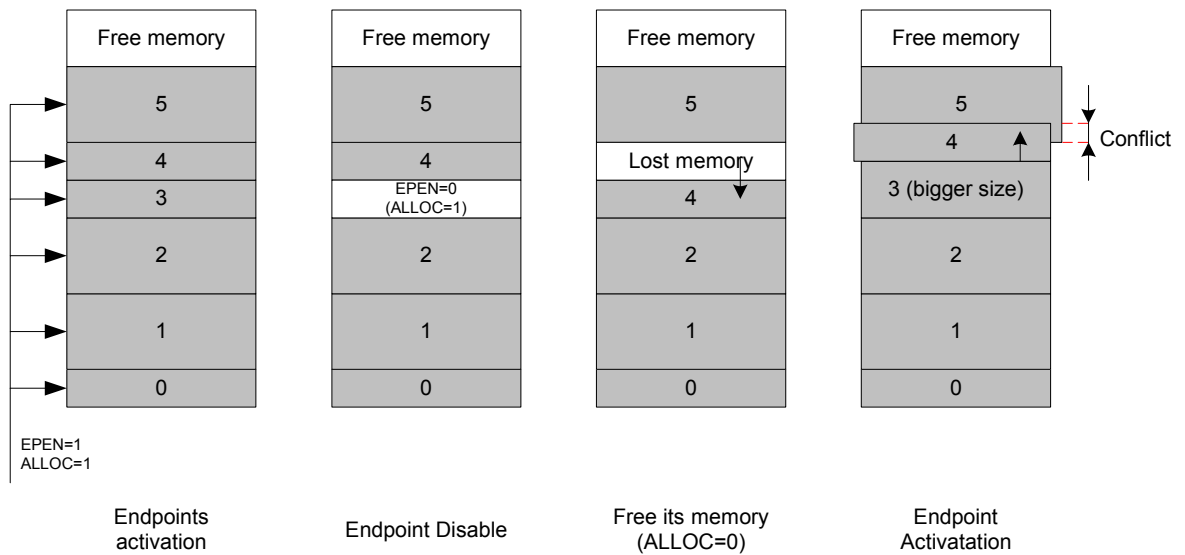 Free memory
5
4
3
2
1
0
EPEN=1
ALLOC=1
Endpoints
activation
Free memory
5
4
EPEN=0
(ALLOC=1)
2
1
0
Endpoint Disable
Free memory
5
Lost memory
4
2
1
0
Free its memory
(ALLOC=0)
Free memory
5
4
Conflict
3 (bigger size)
2
1
0
Endpoint
Activatation